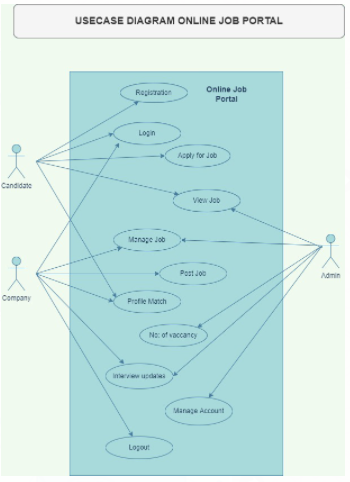 USECASE DIAGRAM ONLINE JOB PORTAL
Registration
Online Job
Portal
Login
Apply for Job
Candidate
View Job
Manage Job
Admin
Post Job
Company
Profile Match
No: of vaccancy
Interview updates
Manage Account
Logout